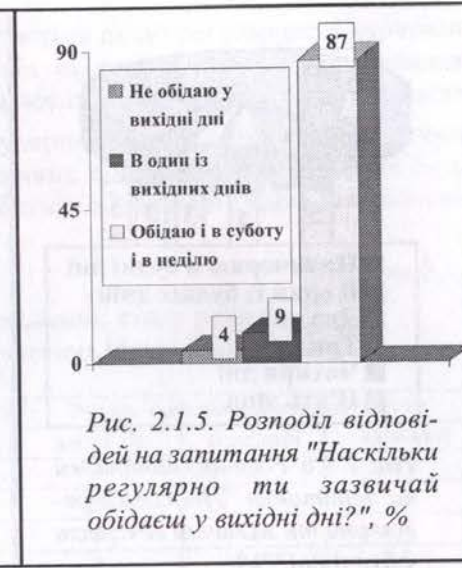 90
87
Не обідаю у
вихідні дні
В один із
вихідних днів
45
Обідаю і в суботу
і в неділю
4
9
0
Рис. 2.1.5. Розподіл відпові-
дей на запитання "Наскільки
регулярно ти зазвичай
обідаєш у вихідні дні?", %